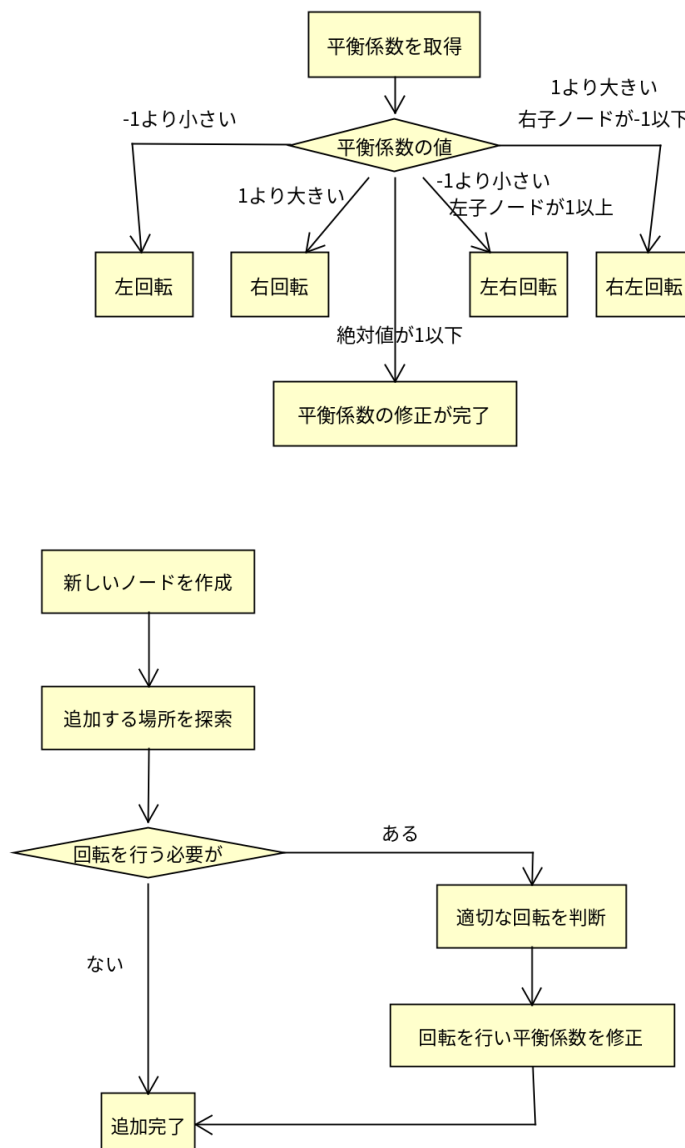 平衡係数を取得
1より大きい
右子ノードが-1以下
-1より小さい
平衡係数の値
1より大きい
-1より小さい
左子ノードが1以上
左回転
右回転
左右回転
右左回転
絶対値が1以下
平衡係数の修正が完了
新しいノードを作成
追加する場所を探索
回転を行う必要が
ある
適切な回転を判断
ない
回転を行い平衡係数を修正
追加完了